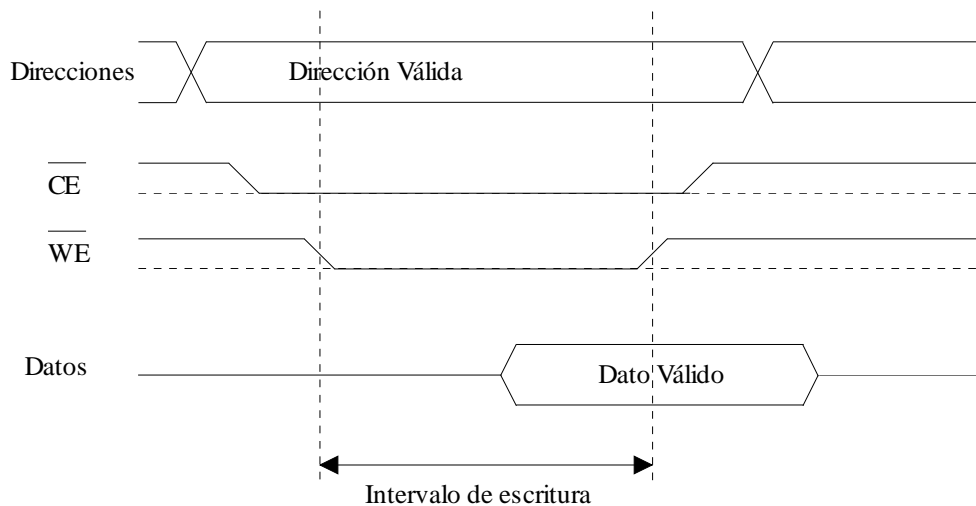 Direcciones
Dirección Válida
CE
WE
Datos
Dato Válido
Intervalo de escritura